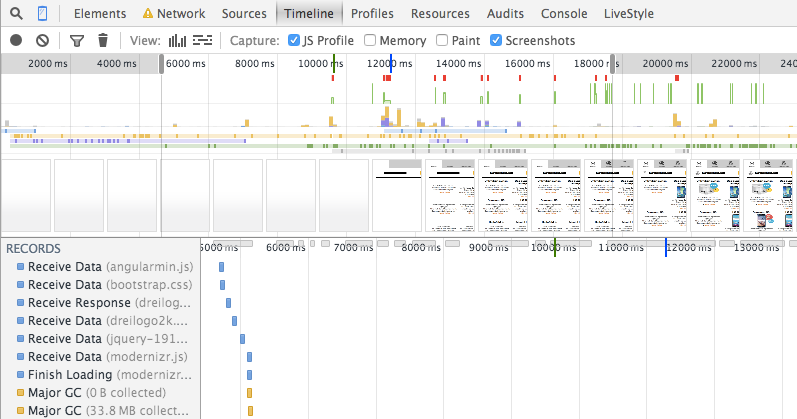 Elements Network Sources Timeline Profiles Resources Audits Console LiveStyle
View: Capture: JS Profile Memory Paint Screenshots
2000 ms 4000 ms 6000 ms 8000 ms 10000 ms 12000 ms 14000 ms 16000 ms 18000 ms 20000 ms 22000 ms 24000
RECORDS 5000 ms 6000 ms 7000 ms 8000 ms 9000 ms 10000 ms 11000 ms 12000 ms 13000 ms
Receive Data (angularmin.js)
Receive Data (bootstrap.css)
Receive Response (dreilog...
Receive Data (dreilogo2k....
Receive Data (jquery-191...
Receive Data (modernizr.js)
Finish Loading (modernizr...
Major GC (0 B collected)
Major GC (33.8 MB collect...